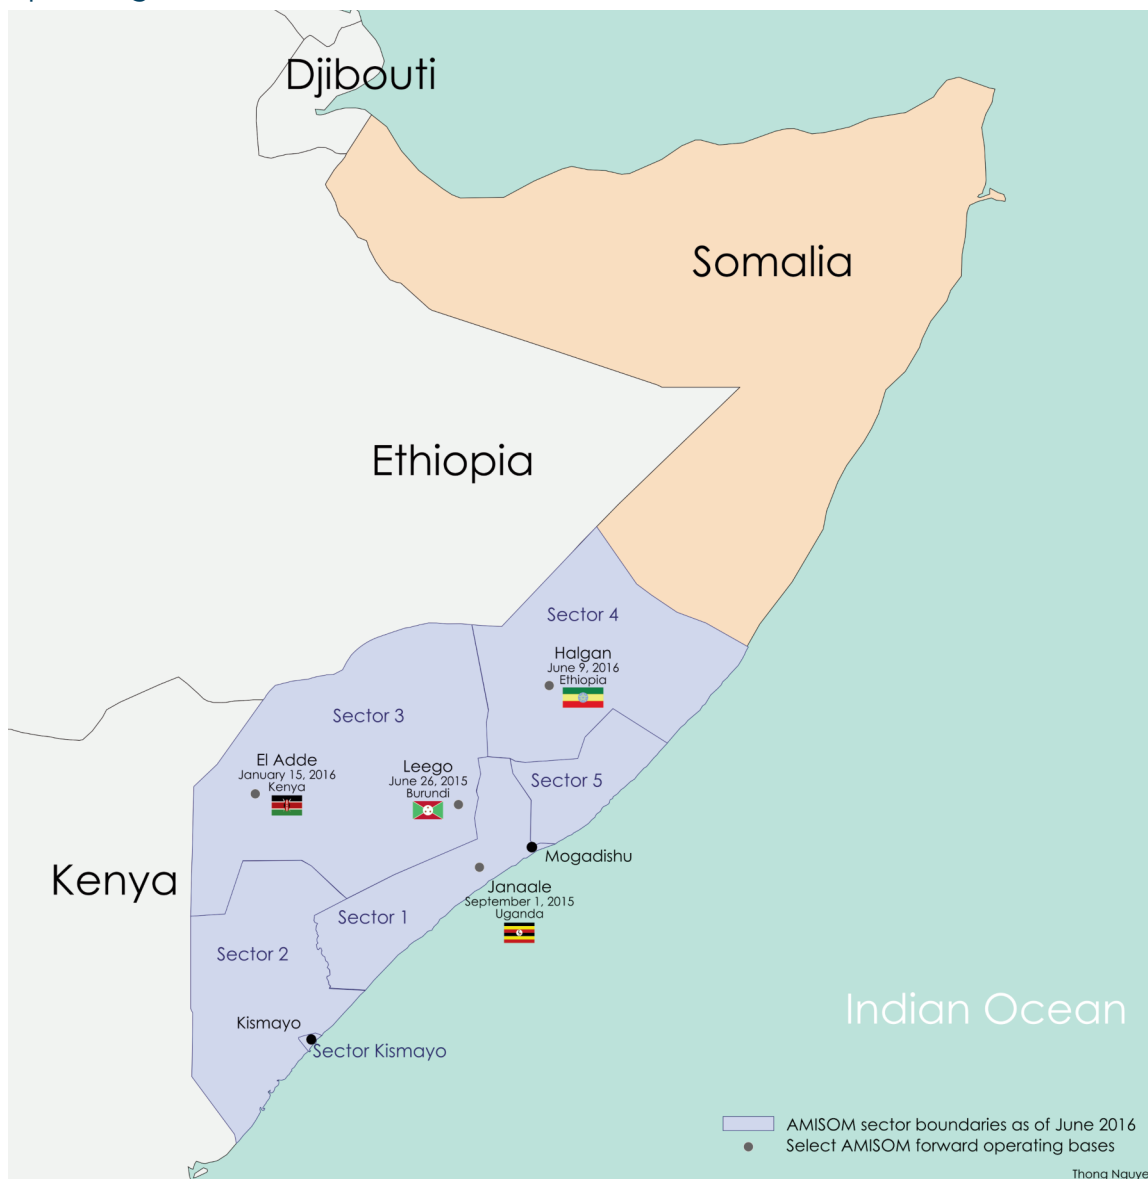 Djibouti
Somalia
Ethiopia
Sector 4
Halgan
June 9, 2016
Ethiopia
Sector 3
El Adde
January 15, 2016
Kenya
Leego
June 26, 2015
Burundi
Sector 5
Mogadishu
Kenya
Janaale
September 1, 2015
Uganda
Sector 1
Sector 2
Indian Ocean
Kismayo
Sector Kismayo
AMISOM sector boundaries as of June 2016
Select AMISOM forward operating bases
Thong Nguye